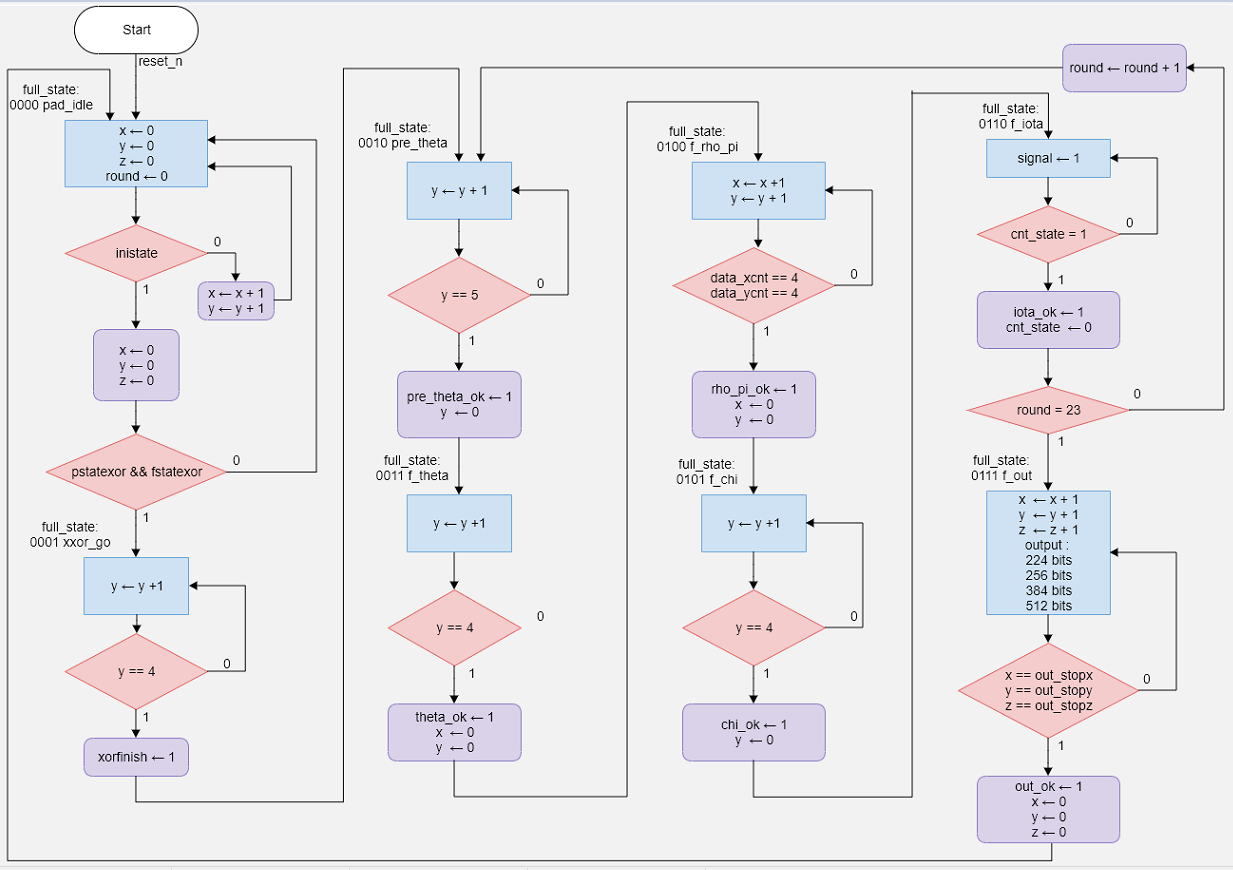 Start
reset_n
full_state:
0000 pad_idle
x ← 0
y ← 0
z ← 0
round ← 0
inistate
0
1
x ← x + 1
y ← y + 1
x ← 0
y ← 0
z ← 0
pstatexor && fstatexor
0
1
full_state:
0001 xxor_go
y ← y +1
y == 4
0
1
xorfinish ← 1
full_state:
0010 pre_theta
y ← y + 1
y == 5
0
1
pre_theta_ok ← 1
y ← 0
full_state:
0011 f_theta
y ← y +1
y == 4
0
1
theta_ok ← 1
x ← 0
y ← 0
full_state:
0100 f_rho_pi
x ← x +1
y ← y + 1
data_xcnt == 4
data_ycnt == 4
0
1
rho_pi_ok ← 1
x ← 0
y ← 0
full_state:
0101 f_chi
y ← y +1
y == 4
0
1
chi_ok ← 1
y ← 0
round ← round + 1
full_state:
0110 f_iota
signal ← 1
cnt_state = 1
0
1
iota_ok ← 1
cnt_state ← 0
round = 23
0
1
full_state:
0111 f_out
x ← x + 1
y ← y + 1
z ← z + 1
output :
224 bits
256 bits
384 bits
512 bits
x == out_stopx
y == out_stopy
z == out_stopz
0
1
out_ok ← 1
x ← 0
y ← 0
z ← 0